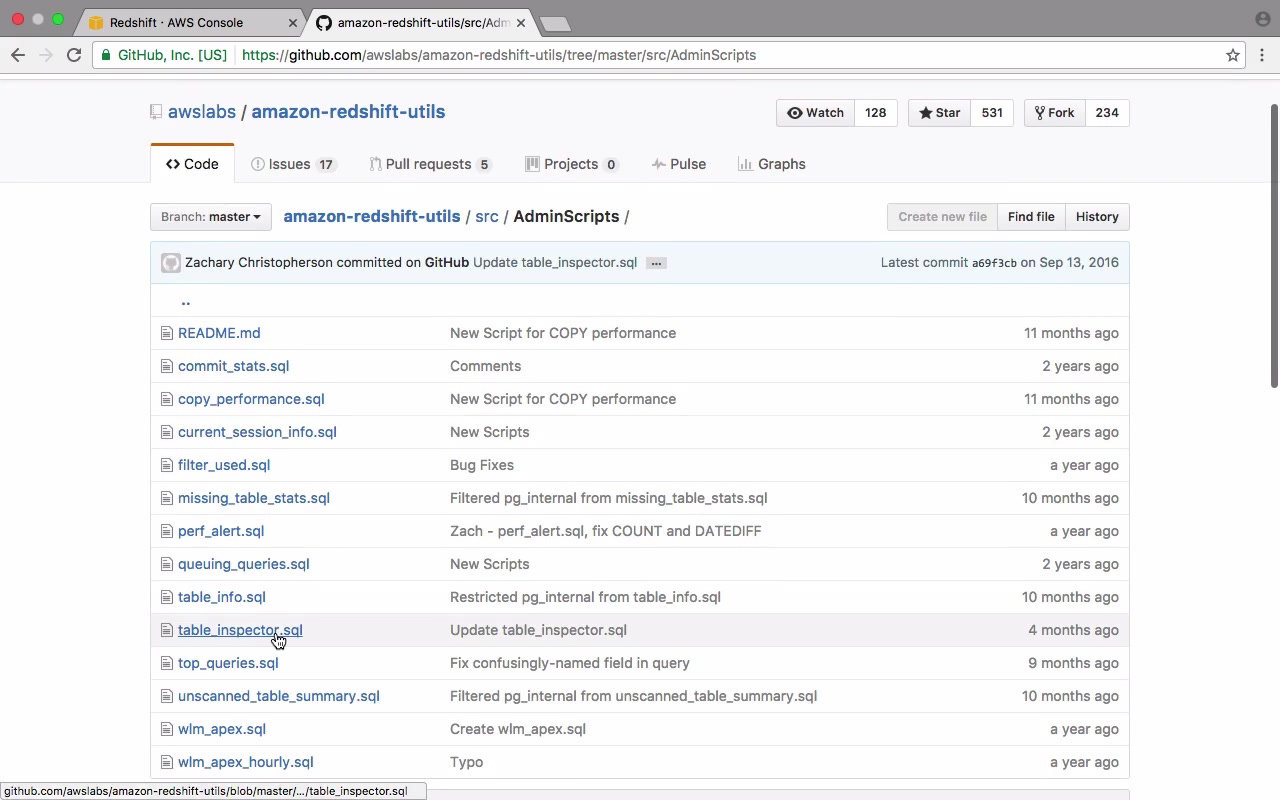 Redshift · AWS Console
amazon-redshift-utils/src/Adm
GitHub, Inc. [US] https://github.com/awslabs/amazon-redshift-utils/tree/master/src/AdminScripts
awslabs / amazon-redshift-utils
Watch 128 Star 531 Fork 234
<> Code Issues 17 Pull requests 5 Projects 0 Pulse Graphs
Branch: master amazon-redshift-utils / src / AdminScripts / Create new file Find file History
Zachary Christopherson committed on GitHub Update table_inspector.sql ... Latest commit a69f3cb on Sep 13, 2016
..
README.md New Script for COPY performance 11 months ago
commit_stats.sql Comments 2 years ago
copy_performance.sql New Script for COPY performance 11 months ago
current_session_info.sql New Scripts 2 years ago
filter_used.sql Bug Fixes a year ago
missing_table_stats.sql Filtered pg_internal from missing_table_stats.sql 10 months ago
perf_alert.sql Zach - perf_alert.sql, fix COUNT and DATEDIFF a year ago
queuing_queries.sql New Scripts 2 years ago
table_info.sql Restricted pg_internal from table_info.sql 10 months ago
table_inspector.sql Update table_inspector.sql 4 months ago
top_queries.sql Fix confusingly-named field in query 9 months ago
unscanned_table_summary.sql Filtered pg_internal from unscanned_table_summary.sql 10 months ago
wlm_apex.sql Create wlm_apex.sql a year ago
wlm_apex_hourly.sql Typo a year ago
github.com/awslabs/amazon-redshift-utils/blob/master/.../table_inspector.sql